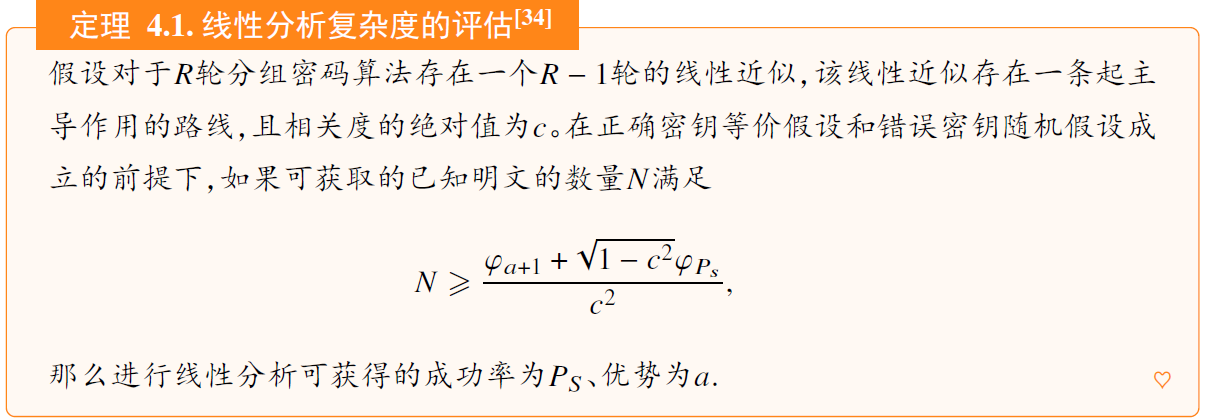 定理 4.1. 线性分析复杂度的评估[34]
假设对于R轮分组密码算法存在一个R − 1轮的线性近似,该线性近似存在一条起主
导作用的路线,且相关度的绝对值为c。在正确密钥等价假设和错误密钥随机假设成
立的前提下,如果可获取的已知明文的数量N满足
N ⩾ \frac{φ_{a+1} + \sqrt{1 − c^2}φ_{P_s}}{c^2},
那么进行线性分析可获得的成功率为P_S、优势为a.
♡